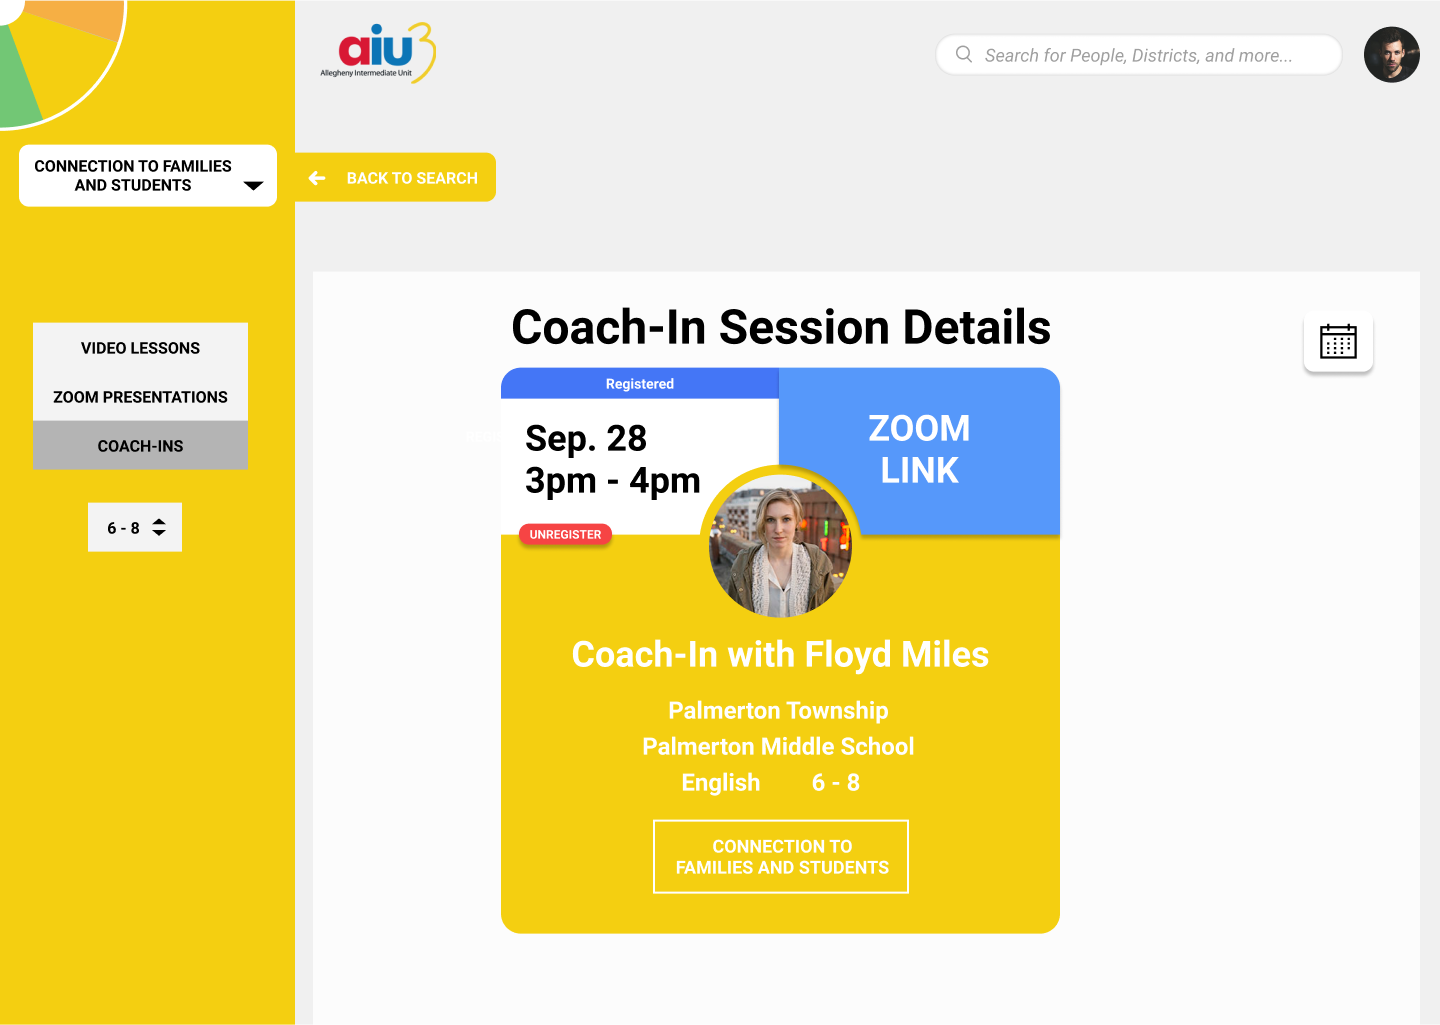 aiu3
Allegheny Intermediate Unit
Search for People, Districts, and more...
CONNECTION TO FAMILIES
AND STUDENTS
BACK TO SEARCH
VIDEO LESSONS
ZOOM PRESENTATIONS
COACH-INS
6 - 8
Coach-In Session Details
Registered
Sep. 28
3pm - 4pm
UNREGISTER
ZOOM
LINK
Coach-In with Floyd Miles
Palmerton Township
Palmerton Middle School
English 6 - 8
CONNECTION TO
FAMILIES AND STUDENTS